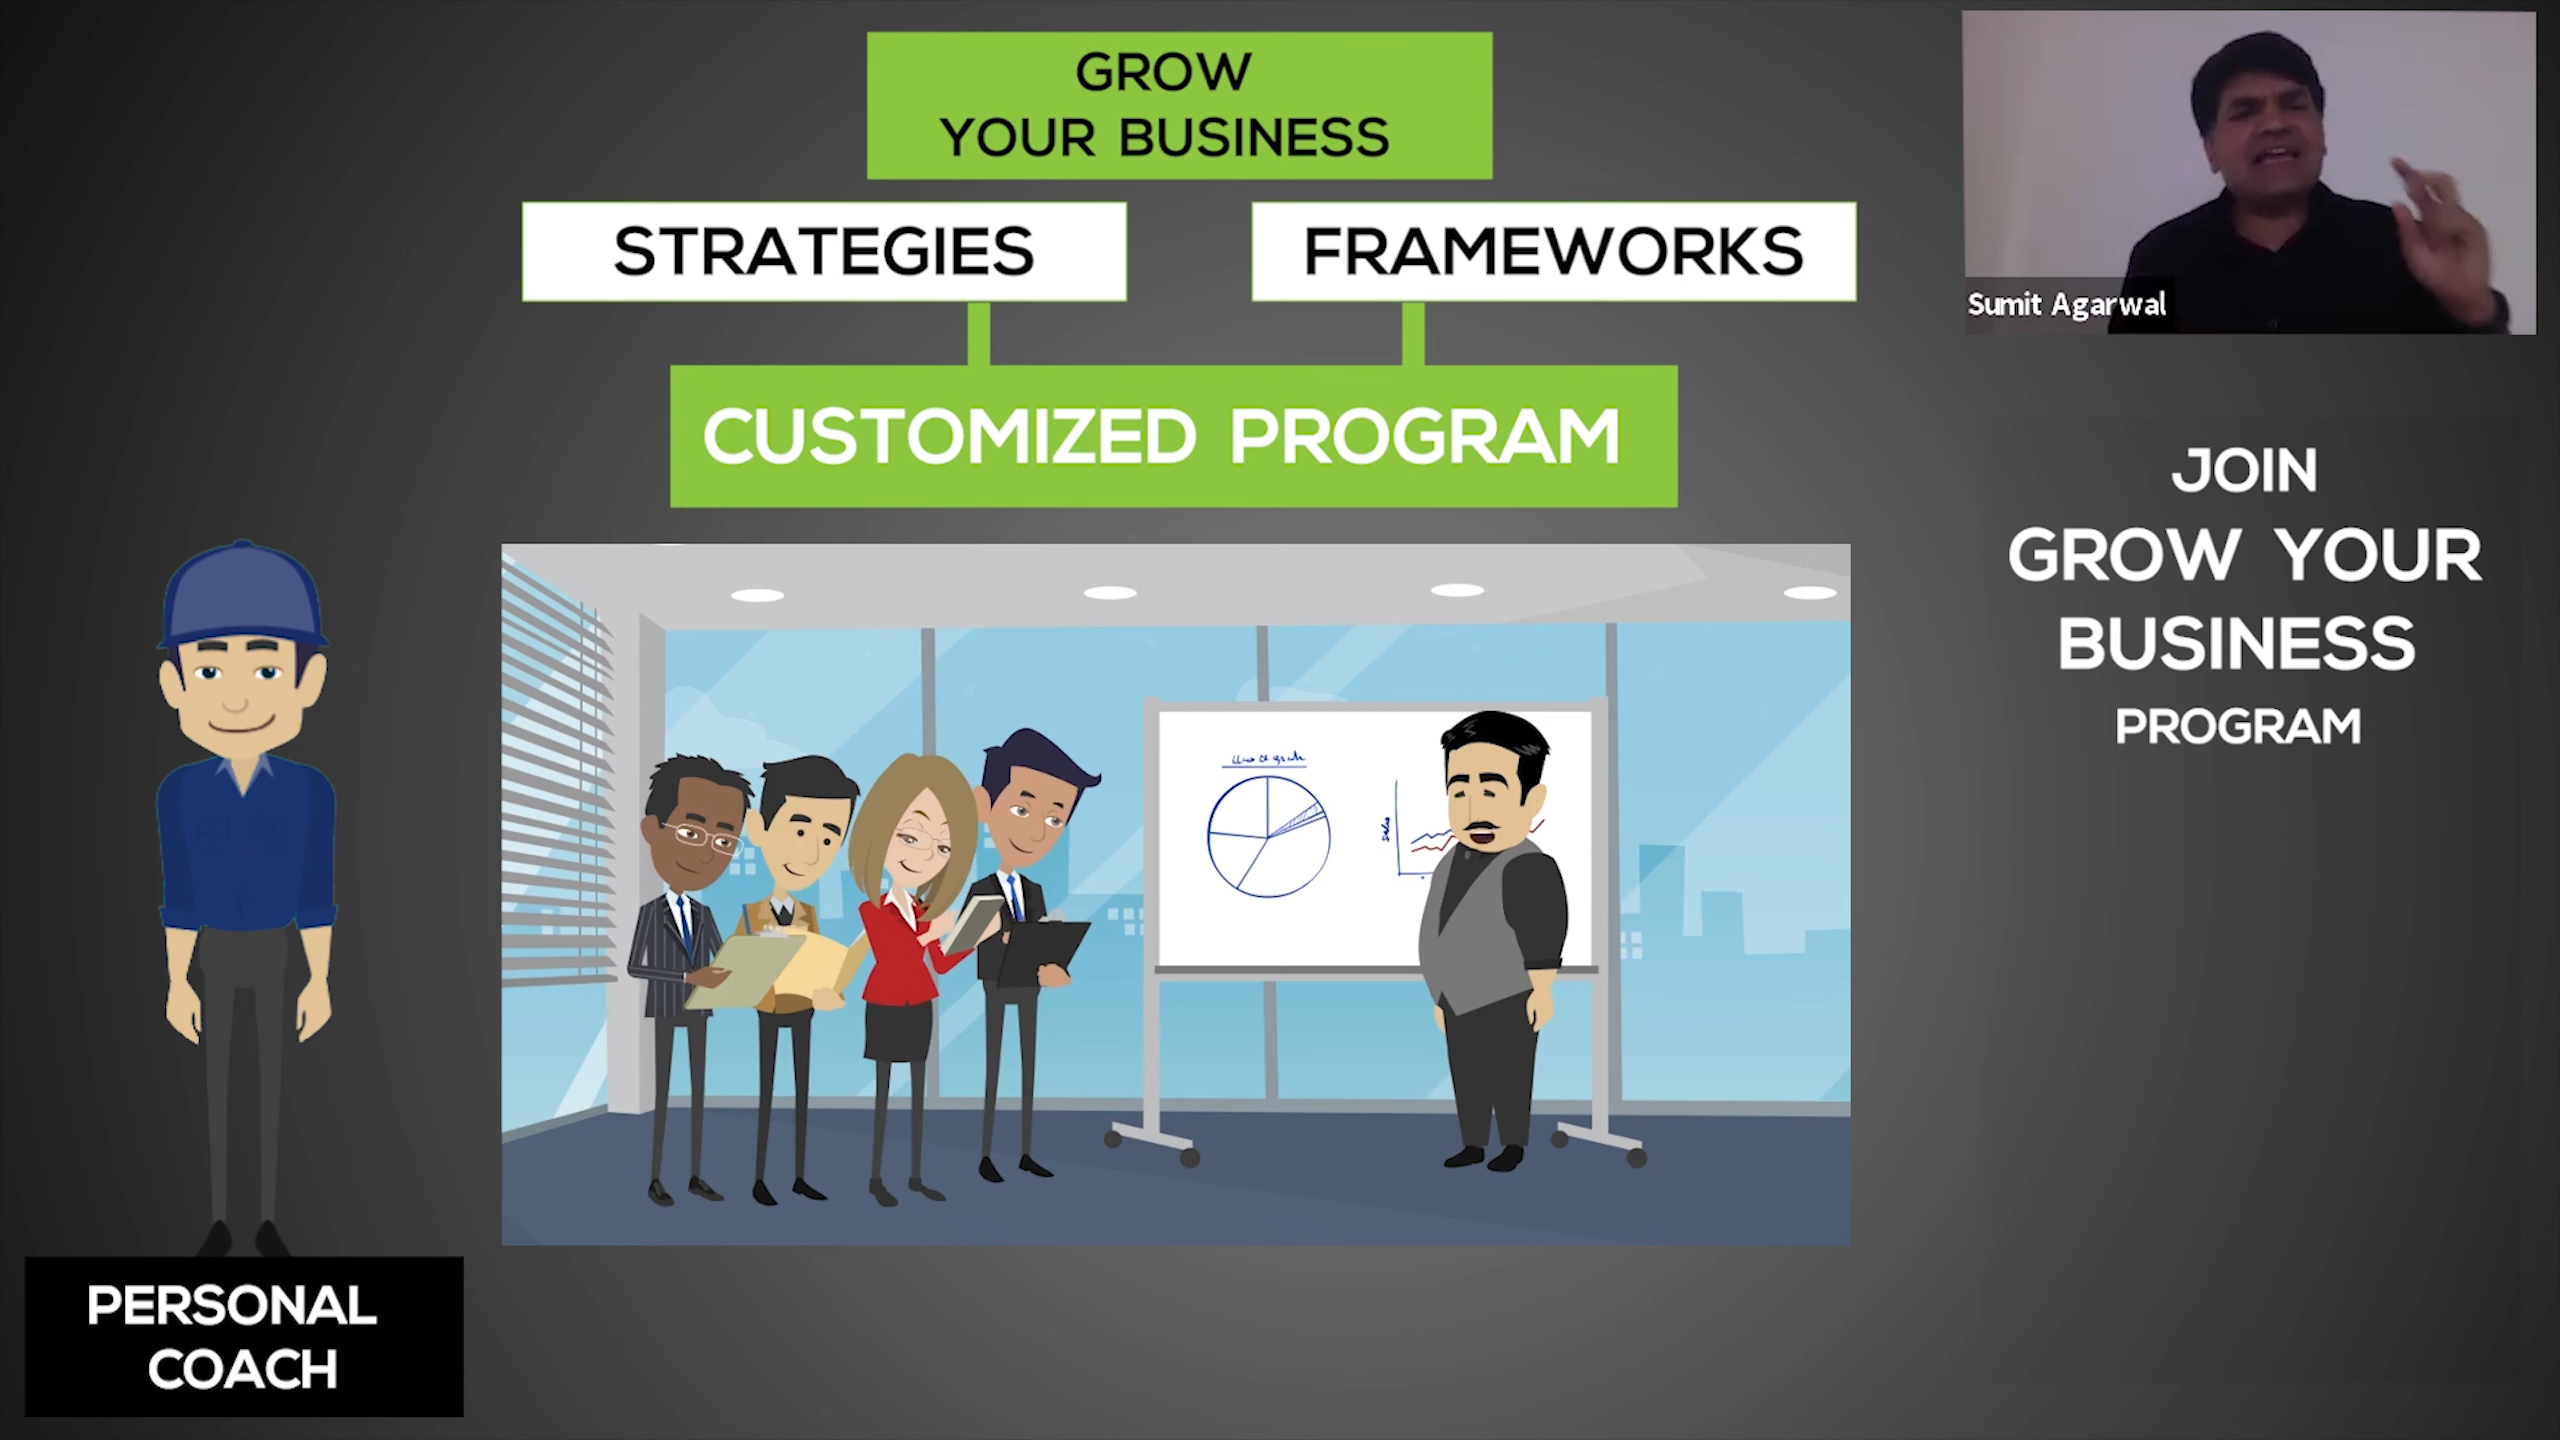 GROW
YOUR BUSINESS
STRATEGIES
FRAMEWORKS
CUSTOMIZED PROGRAM
Sumit Agarwal
JOIN
GROW YOUR
BUSINESS
PROGRAM
PERSONAL
COACH